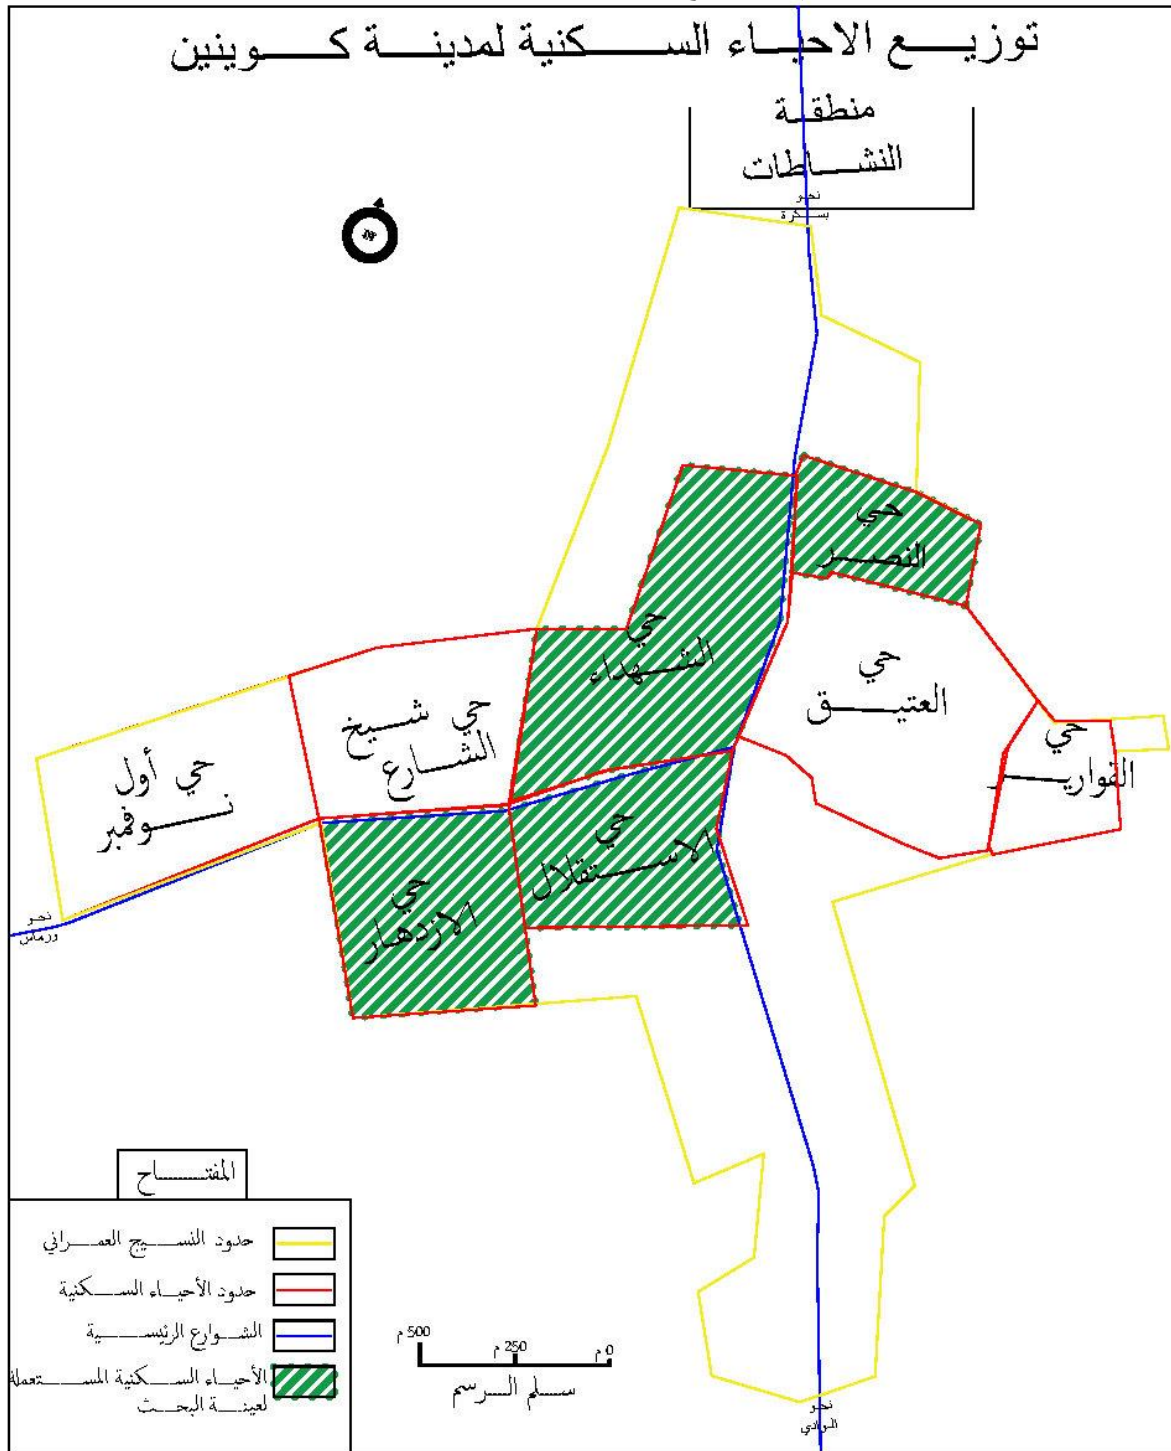 توزيع الاحياء السكنية لمدينة كوينين
منطقة
النشاطات
نحو
بسكرة
حي
النصر
حي
الشهداء
حي
العتيق
حي شيخ
الشارع
حي
القوارير
حي أول
نوفمبر
حي
الاستقلال
حي
الازدهار
نحو
ورماس
المفتاح
حدود النسيج العمراني
حدود الأحياء السكنية
الشوارع الرئيسية
الأحياء السكنية المستعملة
لعينة البحث
500 م
250 م
0 م
سلم الرسم
نحو
الوادي